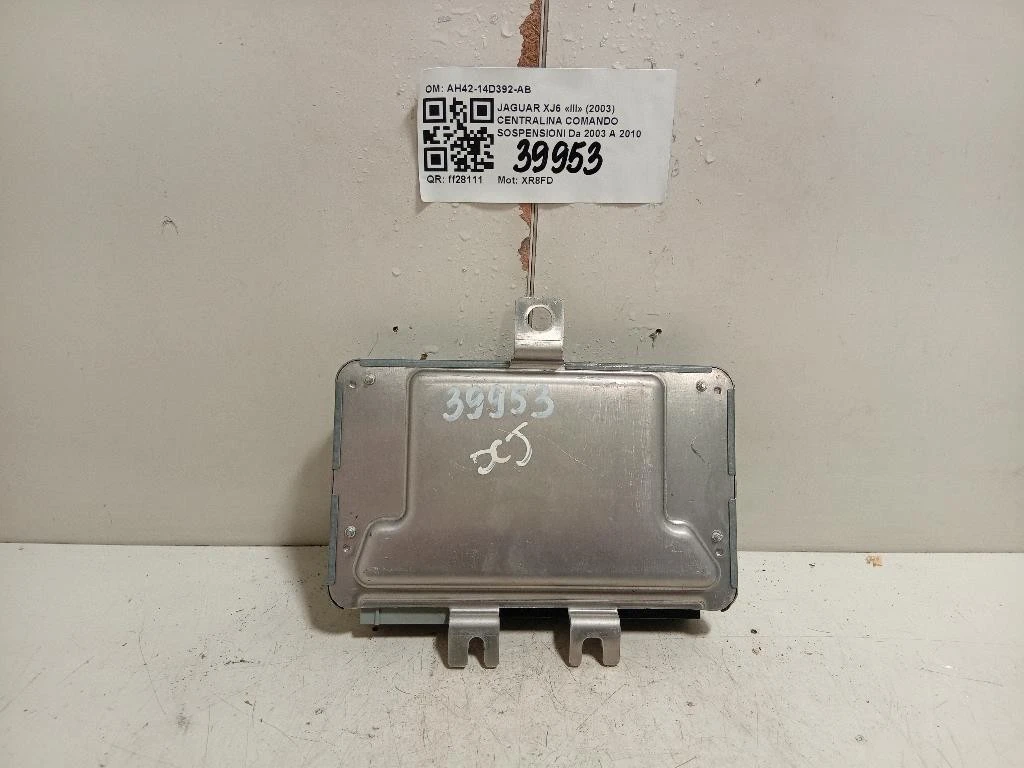 OM: AH42-14D392-AB
JAGUAR XJ6 «III» (2003)
CENTRALINA COMANDO
SOSPENSIONI Da 2003 A 2010
39953
QR: ff28111 Mot: XR8FD
39953
XJ